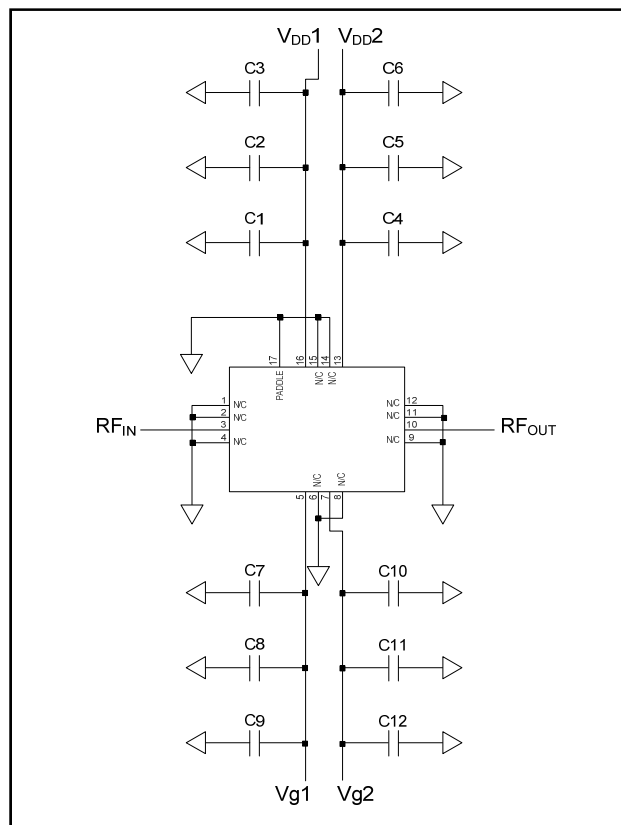 VDD1 VDD2
C3 C6
C2 C5
C1 C4
17 16 15 14 13
PADDLE N/C N/C
1 N/C N/C 12
2 N/C N/C 11
RFIN 3 10 RFOUT
4 N/C N/C 9
N/C N/C
5 6 7 8
C7 C10
C8 C11
C9 C12
Vg1 Vg2